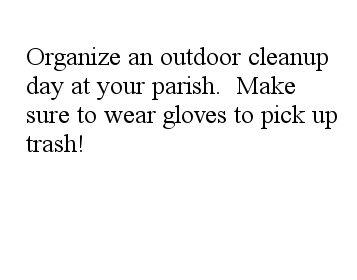 Organize an outdoor cleanup
day at your parish.  Make
sure to wear gloves to pick up
trash!